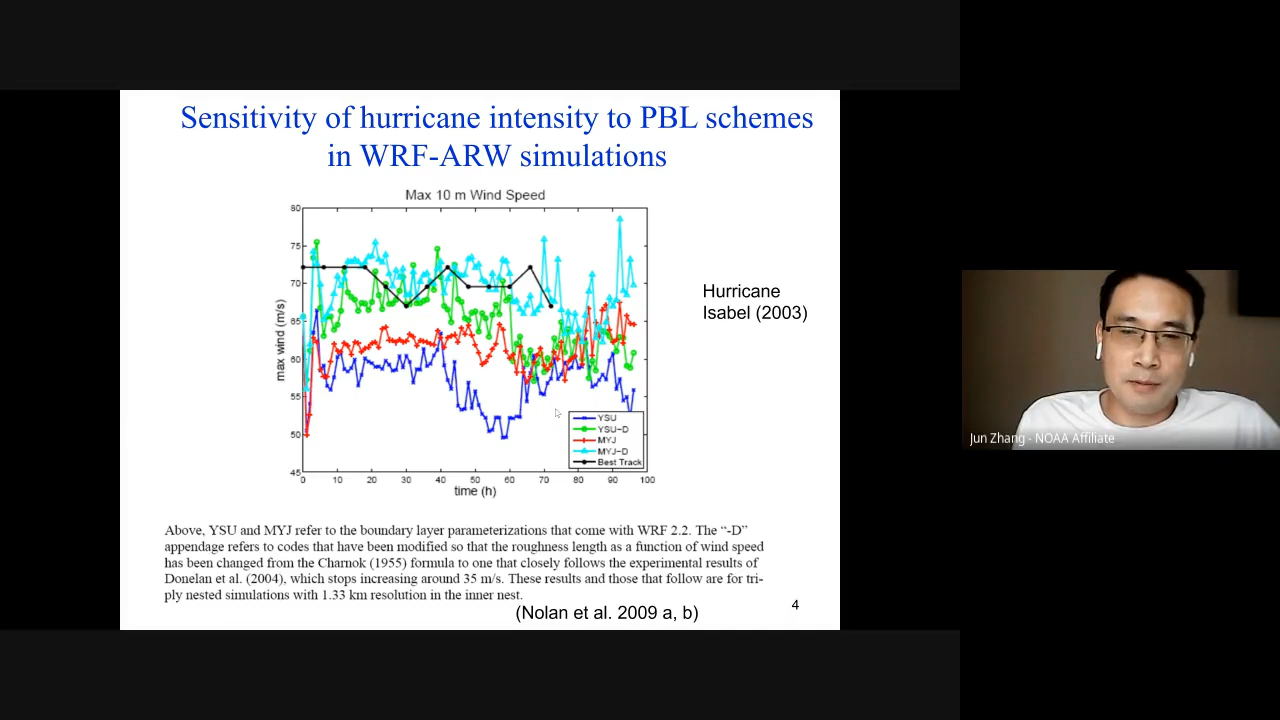 Sensitivity of hurricane intensity to PBL schemes
in WRF-ARW simulations
Max 10 m Wind Speed
80
75
70
65
60
55
50
45
max wind (m/s)
0 10 20 30 40 50 60 70 80 90 100
time (h)
YSU
YSU-D
MYJ
MYJ-D
Best Track
Hurricane
Isabel (2003)
Above, YSU and MYJ refer to the boundary layer parameterizations that come with WRF 2.2. The “-D”
appendage refers to codes that have been modified so that the roughness length as a function of wind speed
has been changed from the Charnok (1955) formula to one that closely follows the experimental results of
Donelan et al. (2004), which stops increasing around 35 m/s. These results and those that follow are for tri-
ply nested simulations with 1.33 km resolution in the inner nest.
(Nolan et al. 2009 a, b)
4
Jun Zhang - NOAA Affiliate